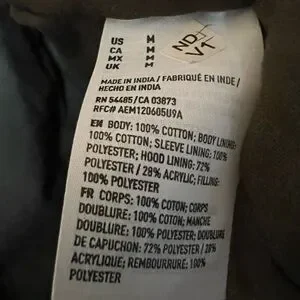 US M
CA M
MX M
UK M
ND
V1
MADE IN INDIA / FABRIQUÉ EN INDE /
HECHO EN INDIA
RN 54485/CA 03873
RFC# AEM120605U9A
EN BODY: 100% COTTON; BODY LINING:
100% COTTON; SLEEVE LINING: 100%
POLYESTER; HOOD LINING: 72%
POLYESTER / 28% ACRYLIC; FILLING:
100% POLYESTER
FR CORPS: 100% COTON; CORPS
DOUBLURE: 100% COTON; MANCHE
DOUBLURE: 100% POLYESTER; DOUBLURE
DE CAPUCHON: 72% POLYESTER / 28%
ACRYLIQUE; REMBOURRURE: 100%
POLYESTER